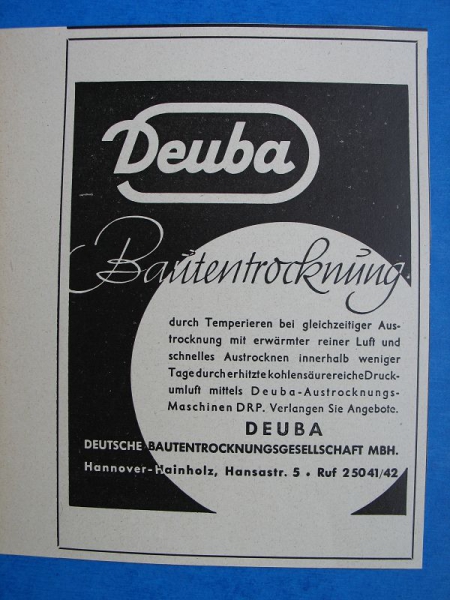 Deuba
Bautentrocknung
durch Temperieren bei gleichzeitiger Aus-
trocknung mit erwärmter reiner Luft und
schnelles Austrocknen innerhalb weniger
Tage durch erhitzte kohlensäurereiche Druck-
umluft mittels Deuba-Austrocknungs-
Maschinen DRP. Verlangen Sie Angebote.
DEUBA
DEUTSCHE BAUTENTROCKNUNGSGESELLSCHAFT MBH.
Hannover-Hainholz, Hansastr. 5 • Ruf 25041/42